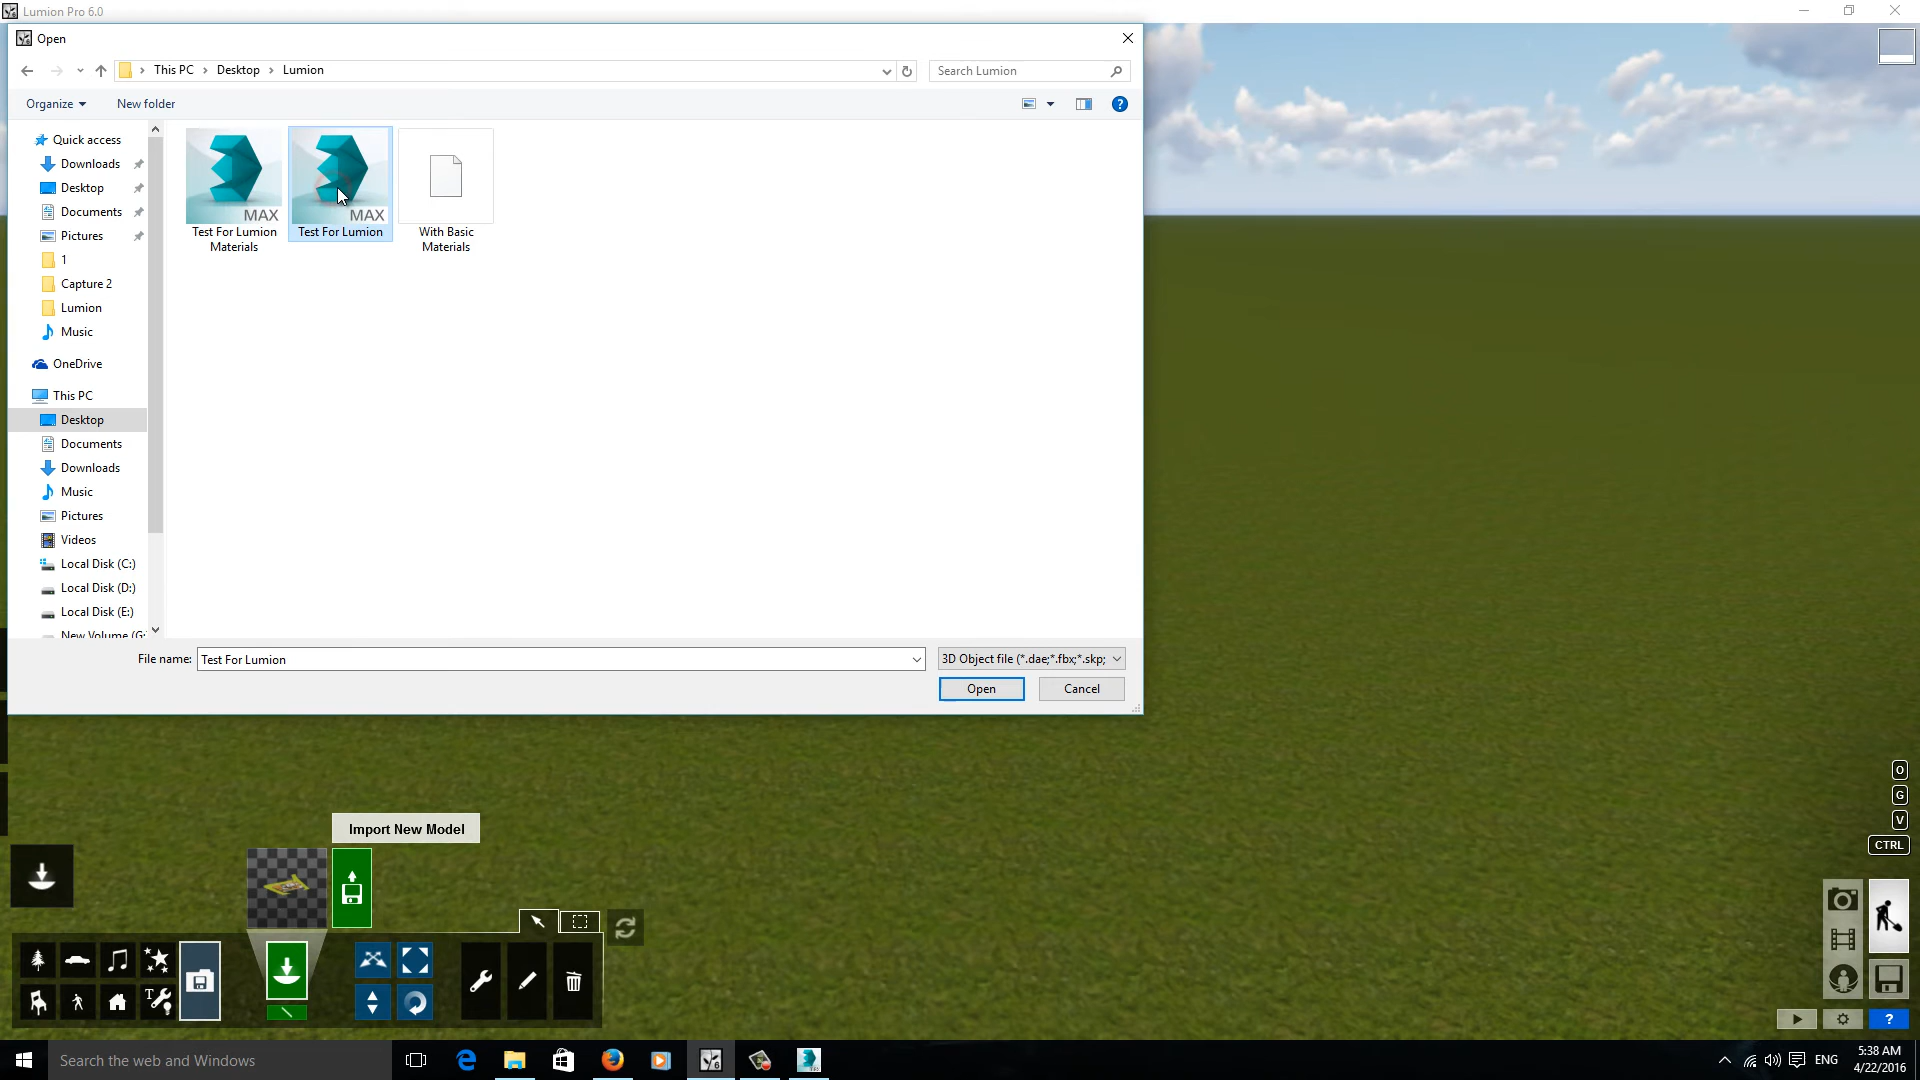 Lumion Pro 6.0
Open
This PC
Desktop
Lumion
Search Lumion
Organize
New folder
Quick access
Downloads
Desktop
Documents
Pictures
1
Capture 2
Lumion
Music
OneDrive
This PC
Desktop
Documents
Downloads
Music
Pictures
Videos
Local Disk (C:)
Local Disk (D:)
Local Disk (E:)
New Volume (G:
MAX
Test For Lumion
Materials
MAX
Test For Lumion
With Basic
Materials
File name:
Test For Lumion
3D Object file (*.dae;*.fbx;*.skp;
Open
Cancel
O
G
V
CTRL
Import New Model
Search the web and Windows
ENG
5:38 AM
4/22/2016